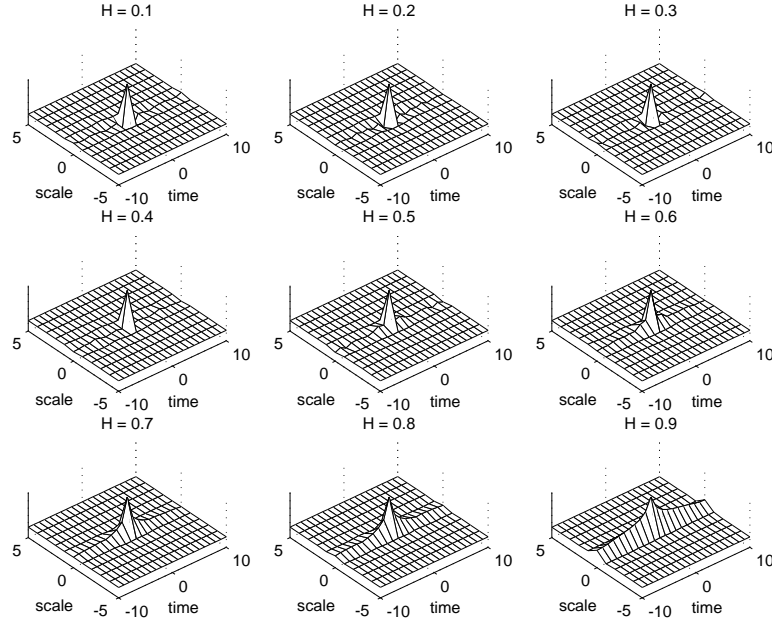 H = 0.1
H = 0.2
H = 0.3
5
0
-5
scale
-10
0
10
time
5
0
-5
scale
-10
0
10
time
5
0
-5
scale
-10
0
10
time
H = 0.4
H = 0.5
H = 0.6
5
0
-5
scale
-10
0
10
time
5
0
-5
scale
-10
0
10
time
5
0
-5
scale
-10
0
10
time
H = 0.7
H = 0.8
H = 0.9
5
0
-5
scale
-10
0
10
time
5
0
-5
scale
-10
0
10
time
5
0
-5
scale
-10
0
10
time